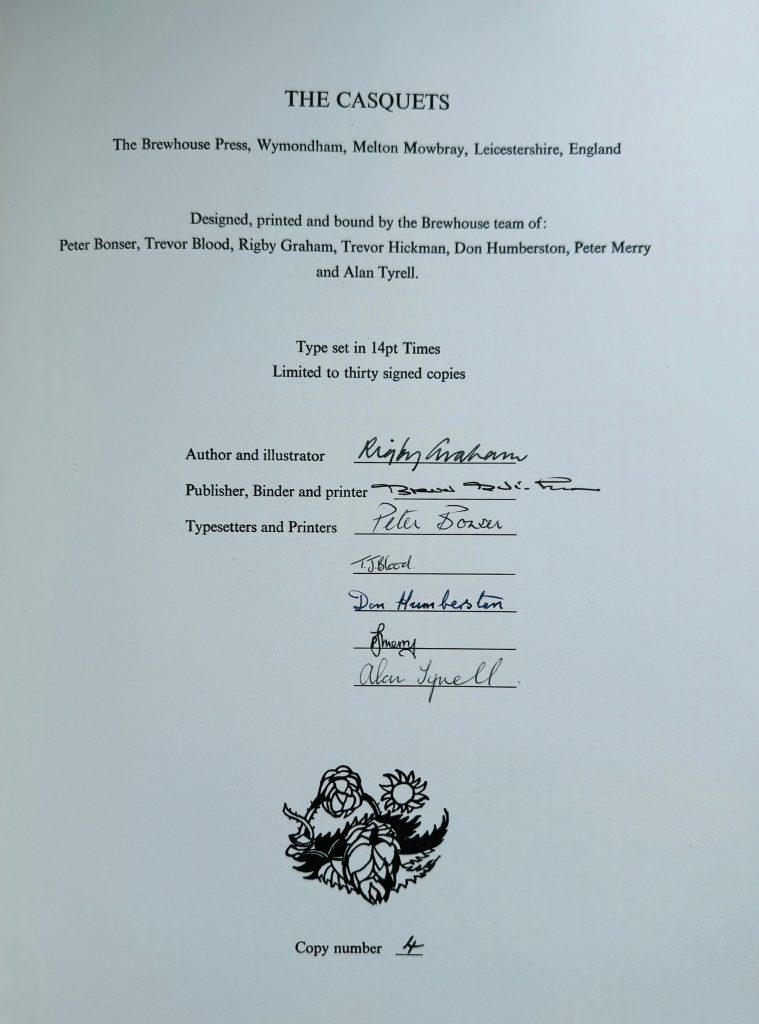 THE CASQUETS
The Brewhouse Press, Wymondham, Melton Mowbray, Leicestershire, England
Designed, printed and bound by the Brewhouse team of:
Peter Bonser, Trevor Blood, Rigby Graham, Trevor Hickman, Don Humberston, Peter Merry
and Alan Tyrell.
Type set in 14pt Times
Limited to thirty signed copies
Author and illustrator Rigby Graham
Publisher, Binder and printer
Typesetters and Printers Peter Bonser
T.J.Blood.
Don Humberston
PJMerry
Alan Tyrell.
Copy number 4